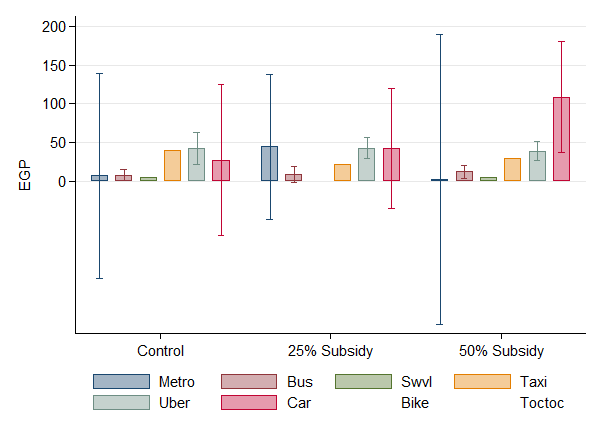 200
150
100
50
0
EGP
Control 25% Subsidy 50% Subsidy
Metro Bus Swvl Taxi
Uber Car Bike Toctoc